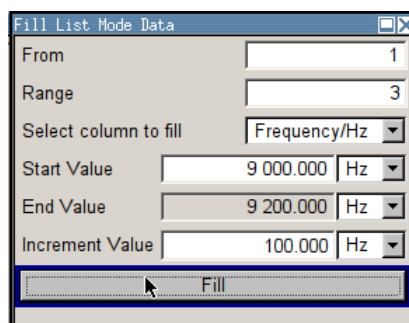 Fill List Mode Data
From 1
Range 3
Select column to fill Frequency/Hz
Start Value 9 000.000 Hz
End Value 9 200.000 Hz
Increment Value 100.000 Hz
Fill